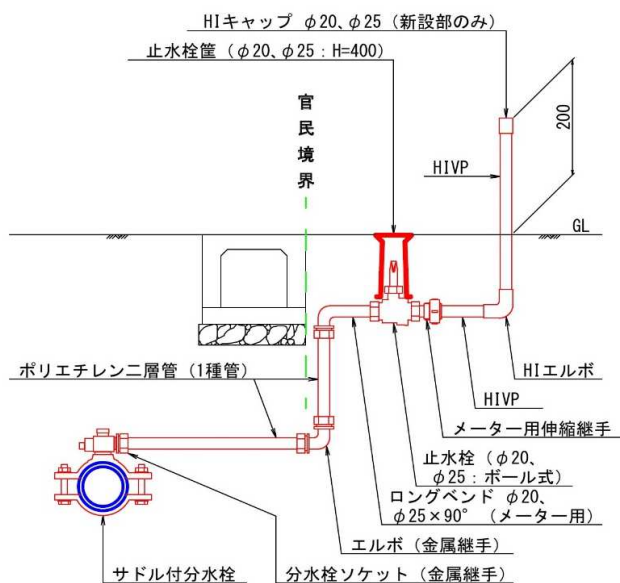 HIキャップ φ20、φ25（新設部のみ）
止水栓筐（φ20、φ25：H=400）
官民境界
200
HIVP
GL
ポリエチレン二層管（1種管）
HIエルボ
HIVP
メーター用伸縮継手
止水栓（φ20、
φ25：ボール式）
ロングベンド φ20、
φ25×90°（メーター用）
エルボ（金属継手）
サドル付分水栓
分水栓ソケット（金属継手）